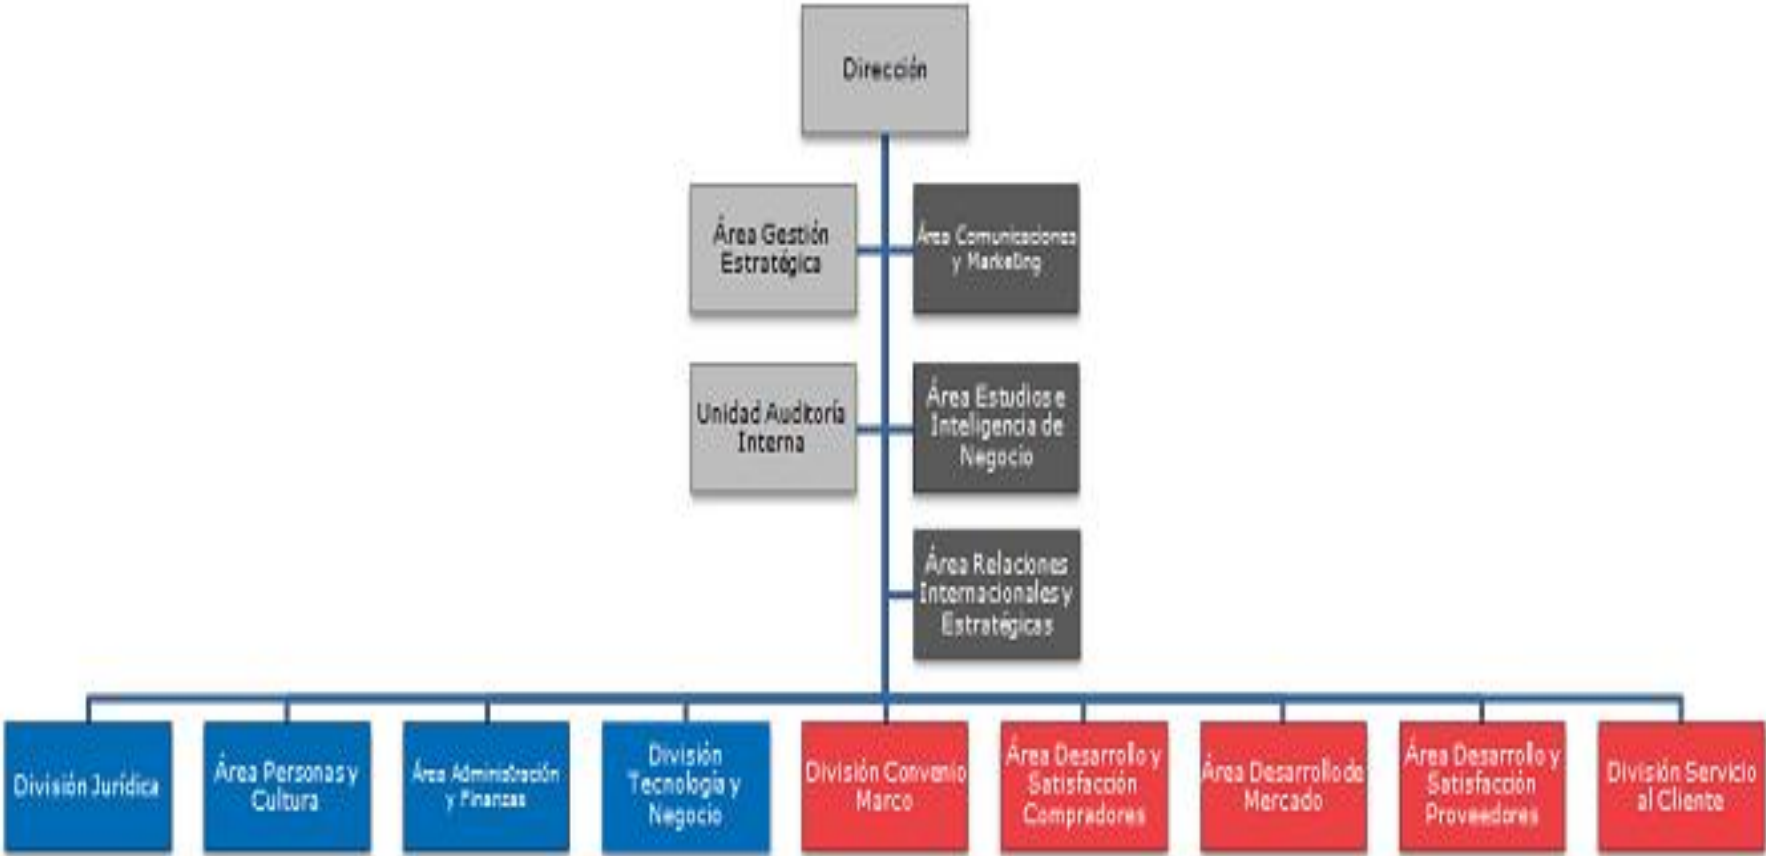 Dirección
Área Gestión
Estratégica
Área Comunicaciones
y Marketing
Unidad Auditoría
Interna
Área Estudios e
Inteligencia de
Negocio
Área Relaciones
Internacionales y
Estratégicas
División Jurídica
Área Personas y
Cultura
Área Administración
y Finanzas
División
Tecnología y
Negocio
División Convenio
Marco
Área Desarrollo y
Satisfacción
Compradores
Área Desarrollo de
Mercado
Área Desarrollo y
Satisfacción
Proveedores
División Servicio
al Cliente